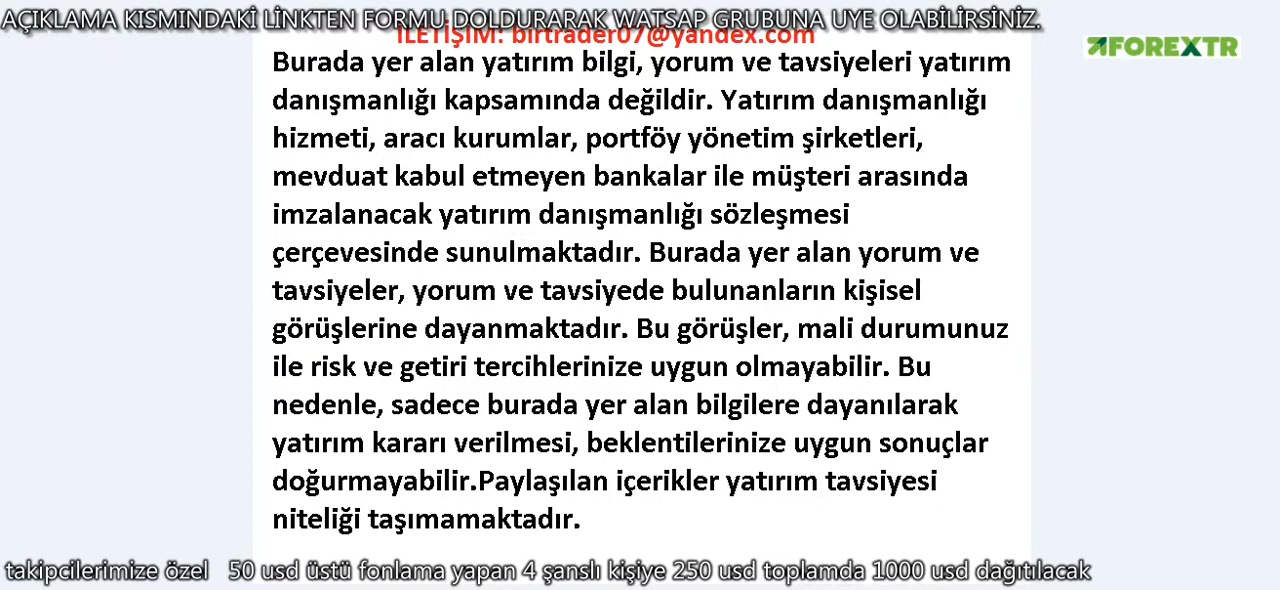 AÇIKLAMA KISMINDAKİ LİNKTEN FORMU DOLDURARAK WATSAP GRUBUNA UYE OLABİLİRSİNİZ.
İLETİŞİM: birtrader07@yandex.com
FOREXTR
Burada yer alan yatırım bilgi, yorum ve tavsiyeleri yatırım
danışmanlığı kapsamında değildir. Yatırım danışmanlığı
hizmeti, aracı kurumlar, portföy yönetim şirketleri,
mevduat kabul etmeyen bankalar ile müşteri arasında
imzalanacak yatırım danışmanlığı sözleşmesi
çerçevesinde sunulmaktadır. Burada yer alan yorum ve
tavsiyeler, yorum ve tavsiyede bulunanların kişisel
görüşlerine dayanmaktadır. Bu görüşler, mali durumunuz
ile risk ve getiri tercihlerinize uygun olmayabilir. Bu
nedenle, sadece burada yer alan bilgilere dayanılarak
yatırım kararı verilmesi, beklentilerinize uygun sonuçlar
doğurmayabilir.Paylaşılan içerikler yatırım tavsiyesi
niteliği taşımamaktadır.
takipcilerimize özel 50 usd üstü fonlama yapan 4 şanslı kişiye 250 usd toplamda 1000 usd dağıtılacak